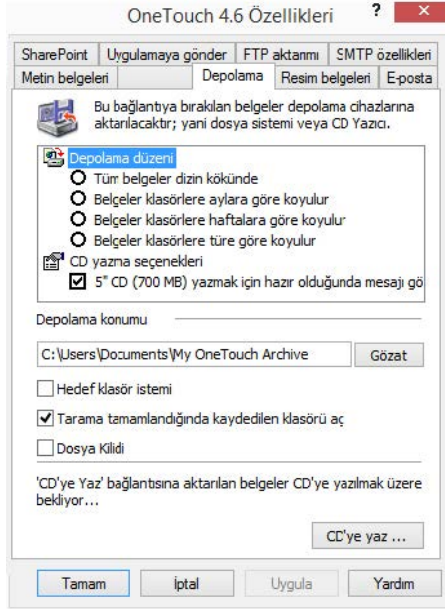 OneTouch 4.6 Özellikleri ? ×
SharePoint Uygulamaya gönder FTP aktarımı SMTP özellikleri
Metin belgeleri Depolama Resim belgeleri E-posta
Bu bağlantıya bırakılan belgeler depolama cihazlarına
aktarılacaktır; yani dosya sistemi veya CD Yazıcı.
Depolama düzeni
Tüm belgeler dizin kökünde
Belgeler klasörlere aylara göre koyulur
Belgeler klasörlere haftalara göre koyulur
Belgeler klasörlere türe göre koyulur
CD yazma seçenekleri
5" CD (700 MB) yazmak için hazır olduğunda mesajı gö
Depolama konumu
C:\Users\Documents\My OneTouch Archive Gözat
Hedef klasör istemi
Tarama tamamlandığında kaydedilen klasörü aç
Dosya Kilidi
'CD'ye Yaz' bağlantısına aktarılan belgeler CD'ye yazılmak üzere
bekliyor...
CD'ye yaz ...
Tamam İptal Uygula Yardım